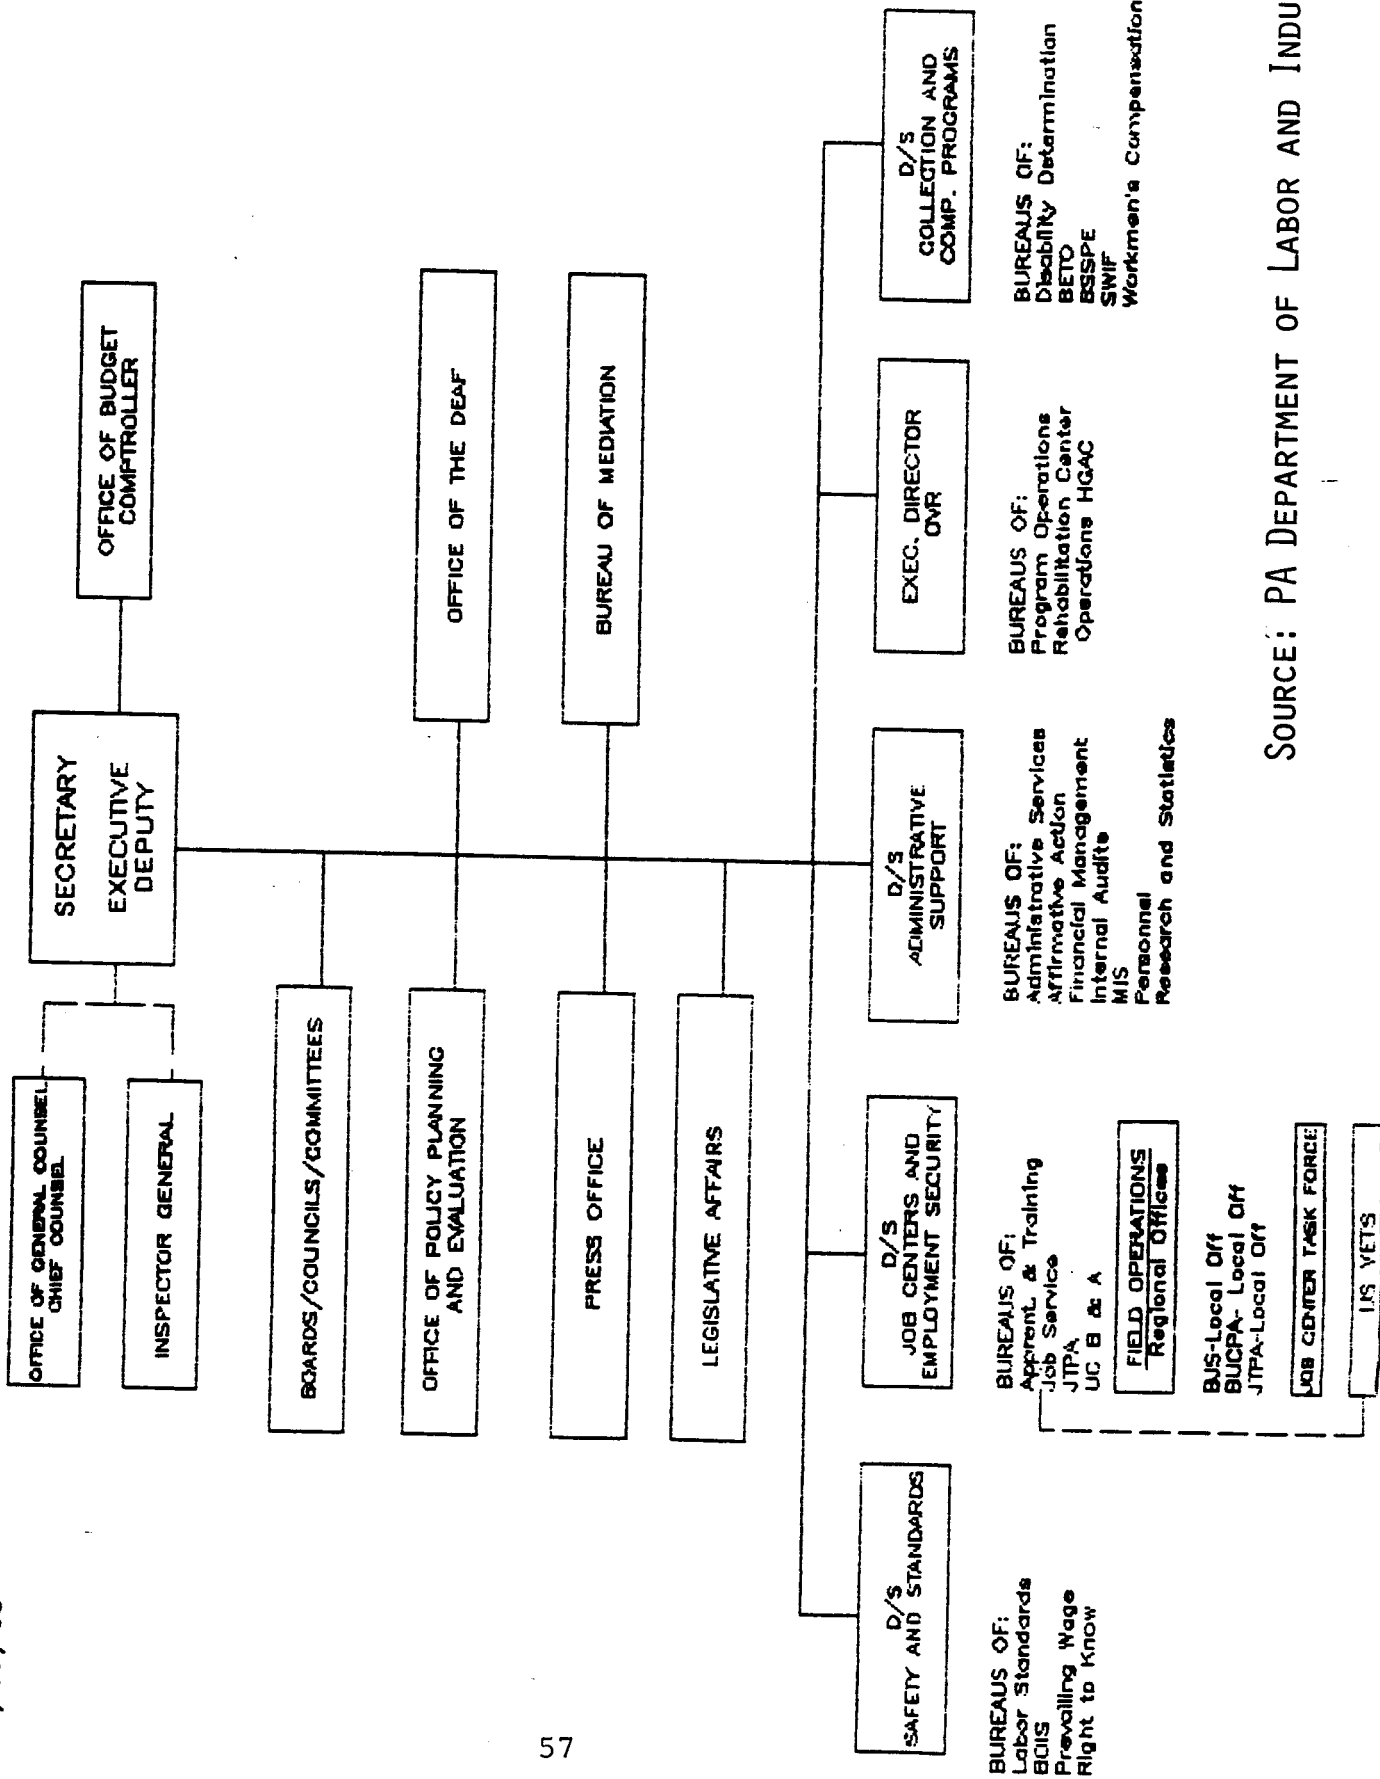 SECRETARY
EXECUTIVE
DEPUTY
OFFICE OF GENERAL COUNSEL
CHIEF COUNSEL
INSPECTOR GENERAL
OFFICE OF BUDGET
COMPTROLLER
BOARDS/COUNCILS/COMMITTEES
OFFICE OF POLICY PLANNING
AND EVALUATION
OFFICE OF THE DEAF
PRESS OFFICE
BUREAU OF MEDIATION
LEGISLATIVE AFFAIRS
D/S
SAFETY AND STANDARDS
BUREAUS OF:
Labor Standards
BOIS
Prevailing Wage
Right to Know
D/S
JOB CENTERS AND
EMPLOYMENT SECURITY
BUREAUS OF:
Apprent. & Training
Job Service
JTPA
UC B & A
FIELD OPERATIONS
Regional Offices
BJS-Local Off
BUCPA- Local Off
JTPA-Local Off
JOB CENTER TASK FORCE
US VETS
D/S
ADMINISTRATIVE
SUPPORT
BUREAUS OF:
Administrative Services
Affirmative Action
Financial Management
Internal Audits
MIS
Personnel
Research and Statistics
EXEC. DIRECTOR
OVR
BUREAUS OF:
Program Operations
Rehabilitation Center
Operations HGAC
D/S
COLLECTION AND
COMP. PROGRAMS
BUREAUS OF:
Disability Determination
BETO
BSSPE
SWIF
Workmen's Compensation
SOURCE: PA DEPARTMENT OF LABOR AND INDU
57